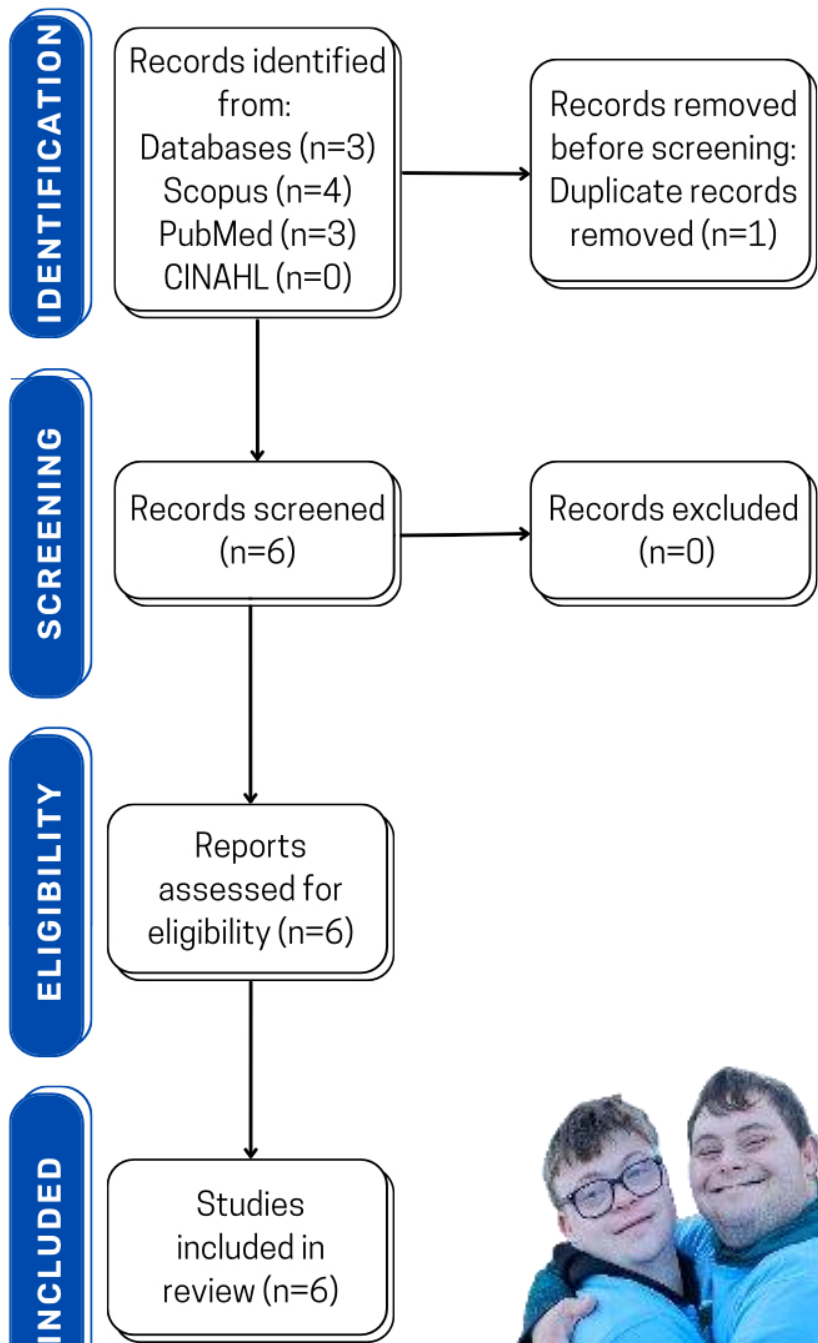 IDENTIFICATION
Records identified
from:
Databases (n=3)
Scopus (n=4)
PubMed (n=3)
CINAHL (n=0)
Records removed
before screening:
Duplicate records
removed (n=1)
SCREENING
Records screened
(n=6)
Records excluded
(n=0)
ELIGIBILITY
Reports
assessed for
eligibility (n=6)
INCLUDED
Studies
included in
review (n=6)